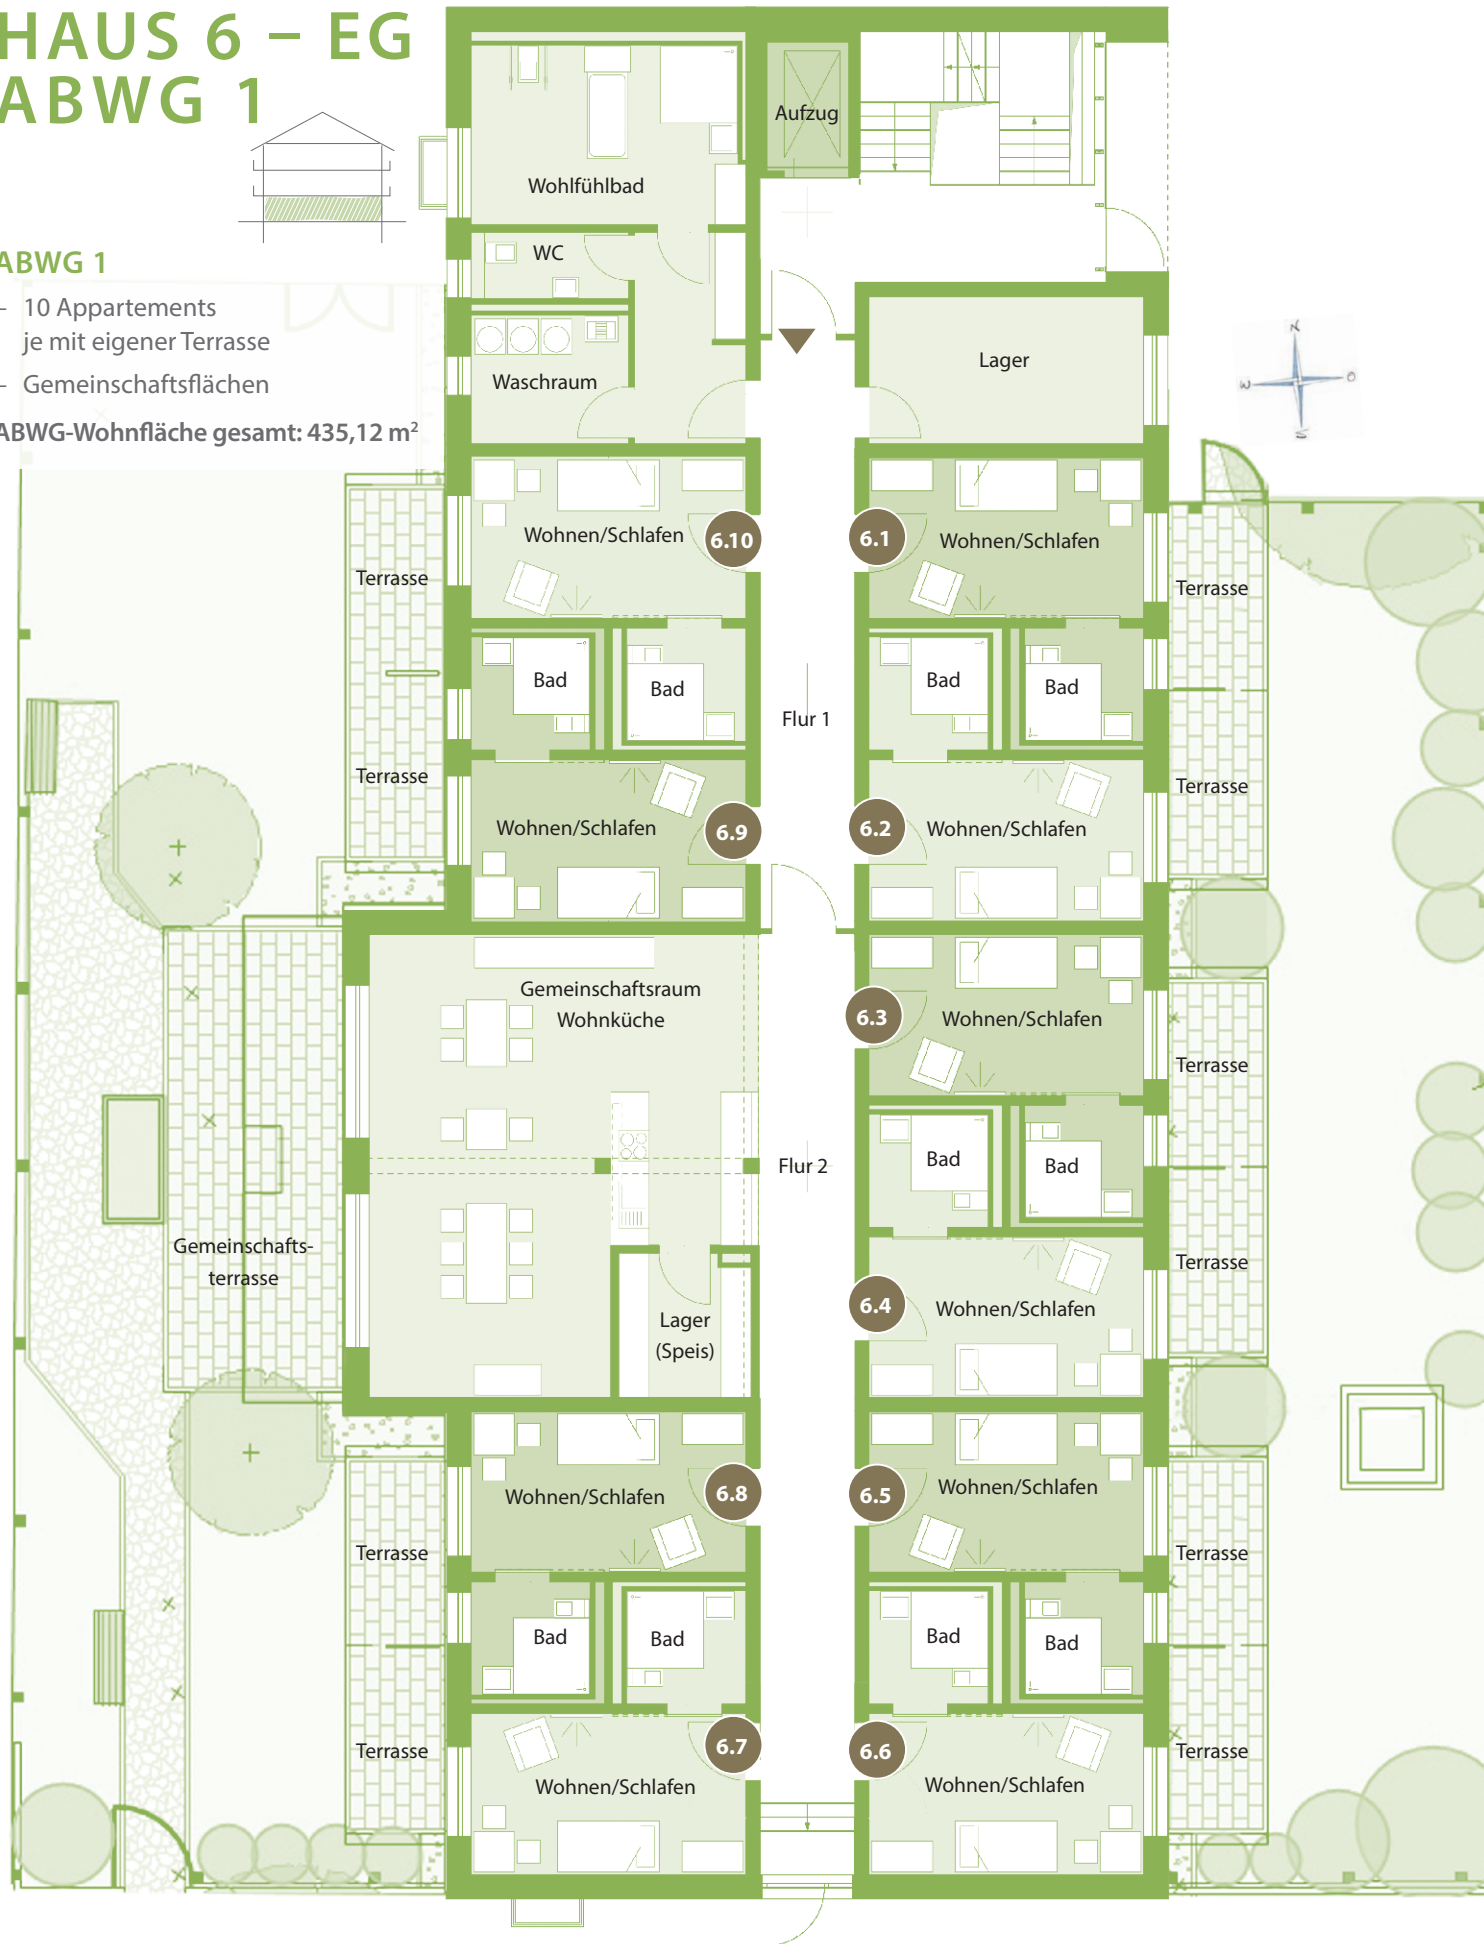 HAUS 6 – EG
ABWG 1
ABWG 1
– 10 Appartements
je mit eigener Terrasse
– Gemeinschaftsflächen
ABWG-Wohnfläche gesamt: 435,12 m²
Aufzug
Wohlfühlbad
WC
Waschraum
Lager
N
O
W
Wohnen/Schlafen
6.10
6.1
Wohnen/Schlafen
Terrasse
Terrasse
Bad
Bad
Bad
Bad
Flur 1
Terrasse
Terrasse
Wohnen/Schlafen
6.9
6.2
Wohnen/Schlafen
Gemeinschaftsraum
Wohnküche
6.3
Wohnen/Schlafen
Terrasse
Flur 2
Bad
Bad
Gemeinschafts-
terrasse
Terrasse
Lager
(Speis)
6.4
Wohnen/Schlafen
Wohnen/Schlafen
6.8
6.5
Wohnen/Schlafen
Terrasse
Terrasse
Bad
Bad
Bad
Bad
Terrasse
Terrasse
Wohnen/Schlafen
6.7
6.6
Wohnen/Schlafen